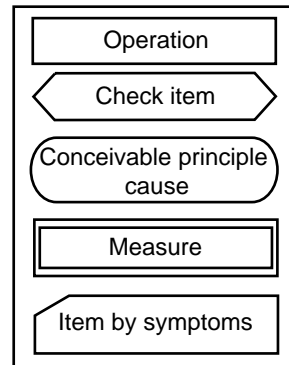 Operation
Check item
Conceivable principle
cause
Measure
Item by symptoms